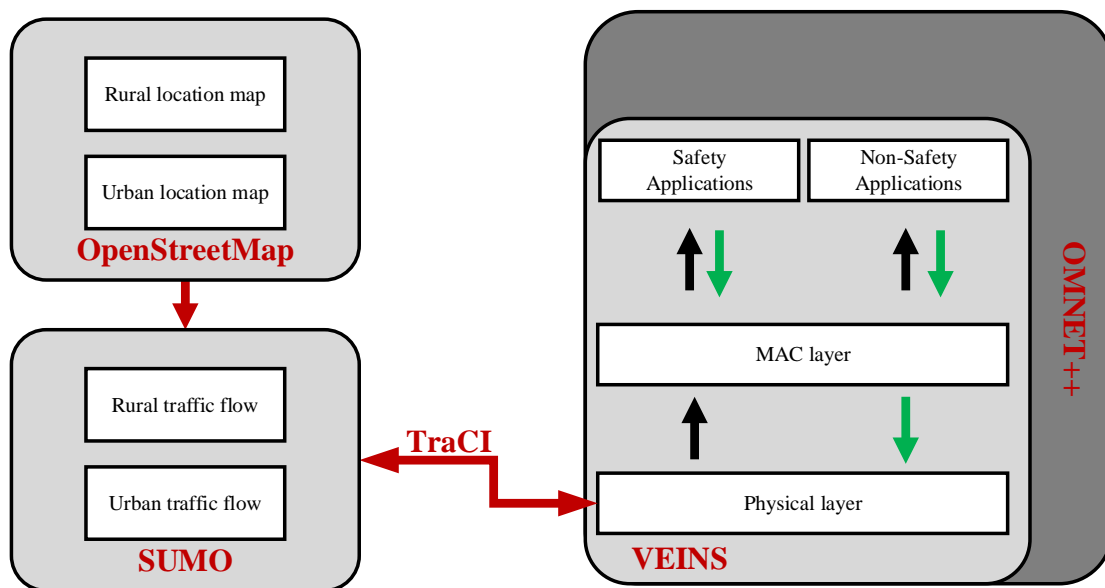 Rural location map
Urban location map
OpenStreetMap
Rural traffic flow
Urban traffic flow
SUMO
TraCI
Safety
Applications
Non-Safety
Applications
MAC layer
Physical layer
VEINS
OMNET++